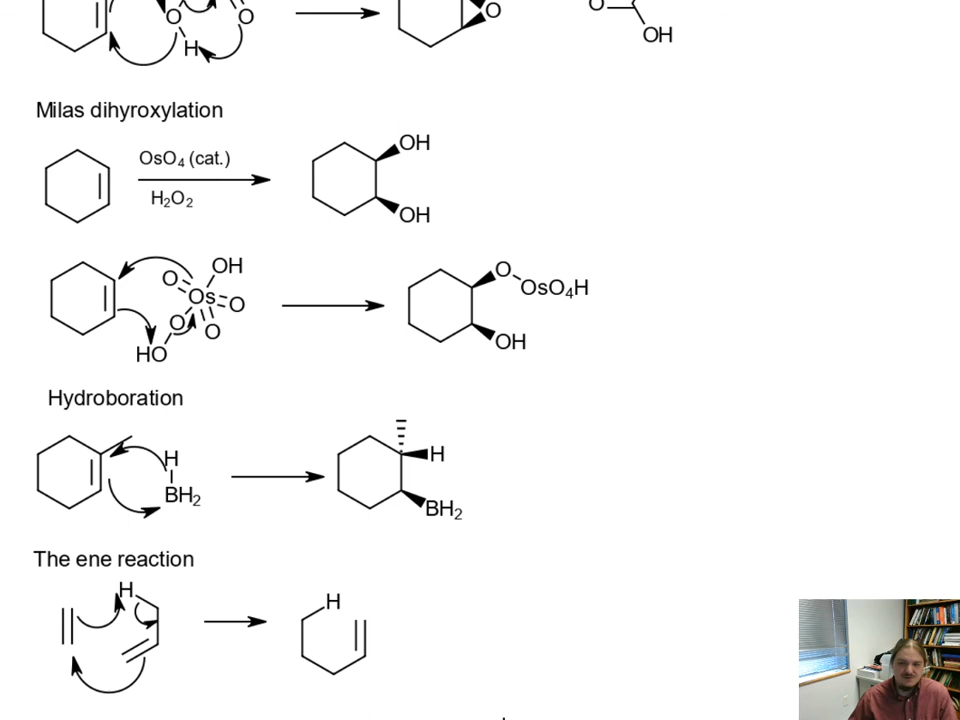 O O O O
H OH
Milas dihyroxylation
OsO4 (cat.)
H2O2
OH
OH
OH
O Os O
O O
HO
O
OsO4H
OH
Hydroboration
H
BH2
H
BH2
The ene reaction
H
H